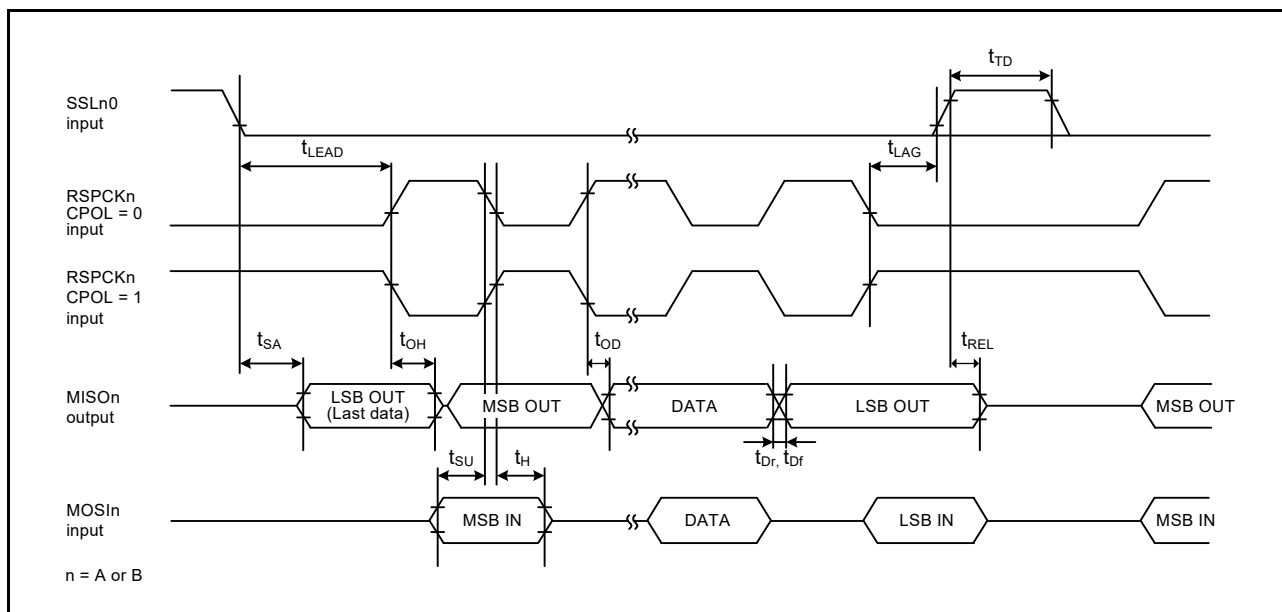 tTD
SSLn0
input
tLEAD
tLAG
RSPCKn
CPOL = 0
input
RSPCKn
CPOL = 1
input
tSA
tOH
tOD
tREL
MISOn
output
LSB OUT
(Last data)
MSB OUT
DATA
LSB OUT
MSB OUT
tSU
tH
tDr, tDf
MOSIn
input
MSB IN
DATA
LSB IN
MSB IN
n = A or B